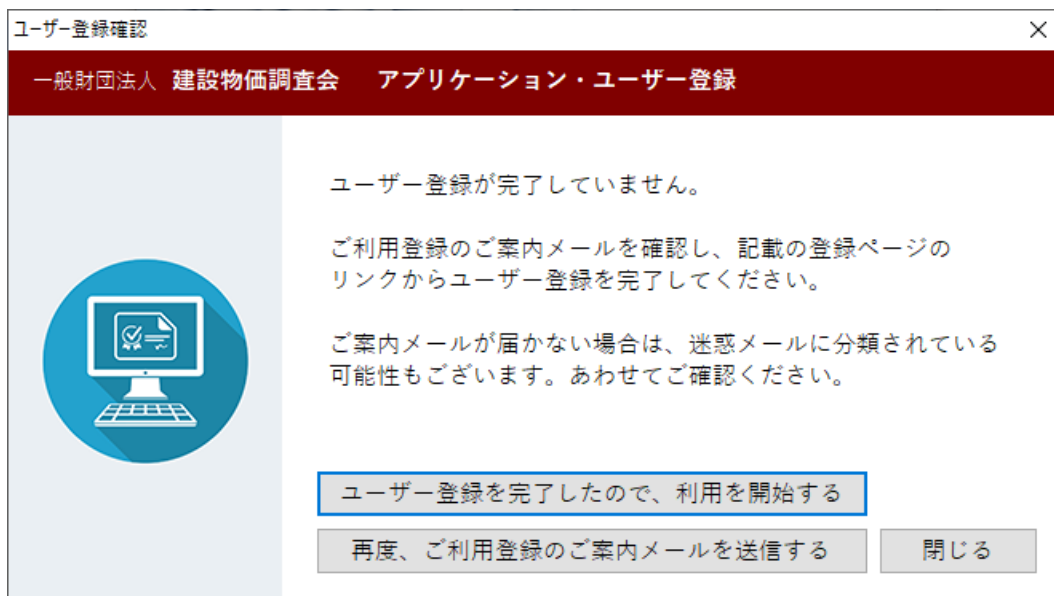 ユーザー登録確認
一般財団法人 建設物価調査会 アプリケーション・ユーザー登録
ユーザー登録が完了していません。
ご利用登録のご案内メールを確認し、記載の登録ページの
リンクからユーザー登録を完了してください。
ご案内メールが届かない場合は、迷惑メールに分類されている
可能性もございます。あわせてご確認ください。
ユーザー登録を完了したので、利用を開始する
再度、ご利用登録のご案内メールを送信する
閉じる